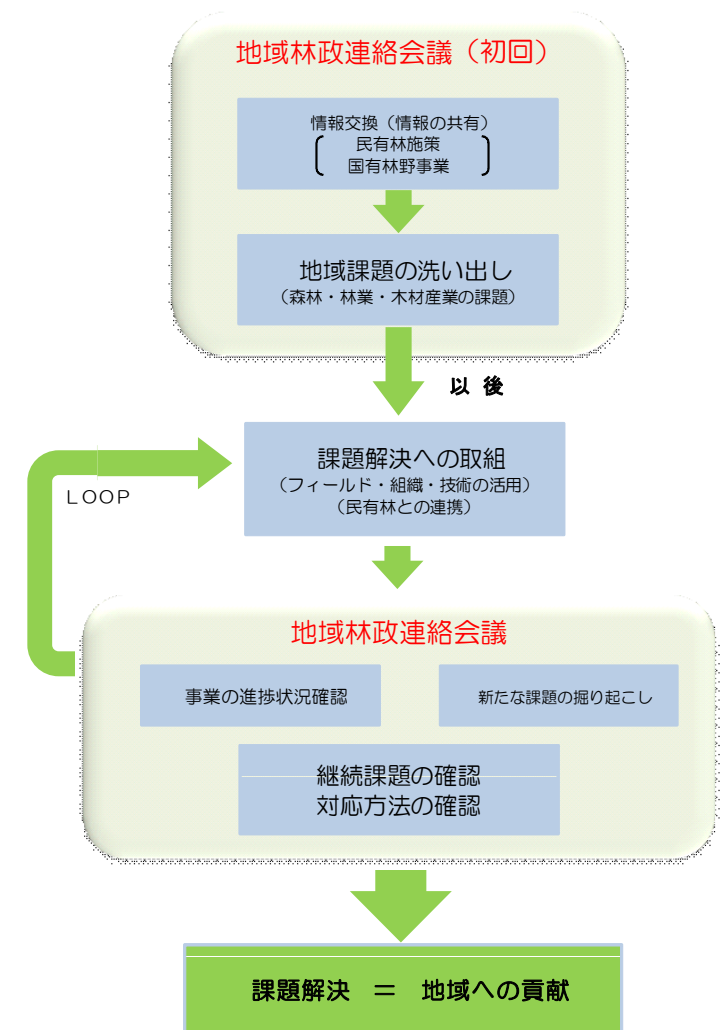 地域林政連絡会議（初回）
情報交換（情報の共有）
民有林施策
国有林野事業
地域課題の洗い出し
（森林・林業・木材産業の課題）
以 後
課題解決への取組
（フィールド・組織・技術の活用）
（民有林との連携）
LOOP
地域林政連絡会議
事業の進捗状況確認
新たな課題の掘り起こし
継続課題の確認
対応方法の確認
課題解決 ＝ 地域への貢献